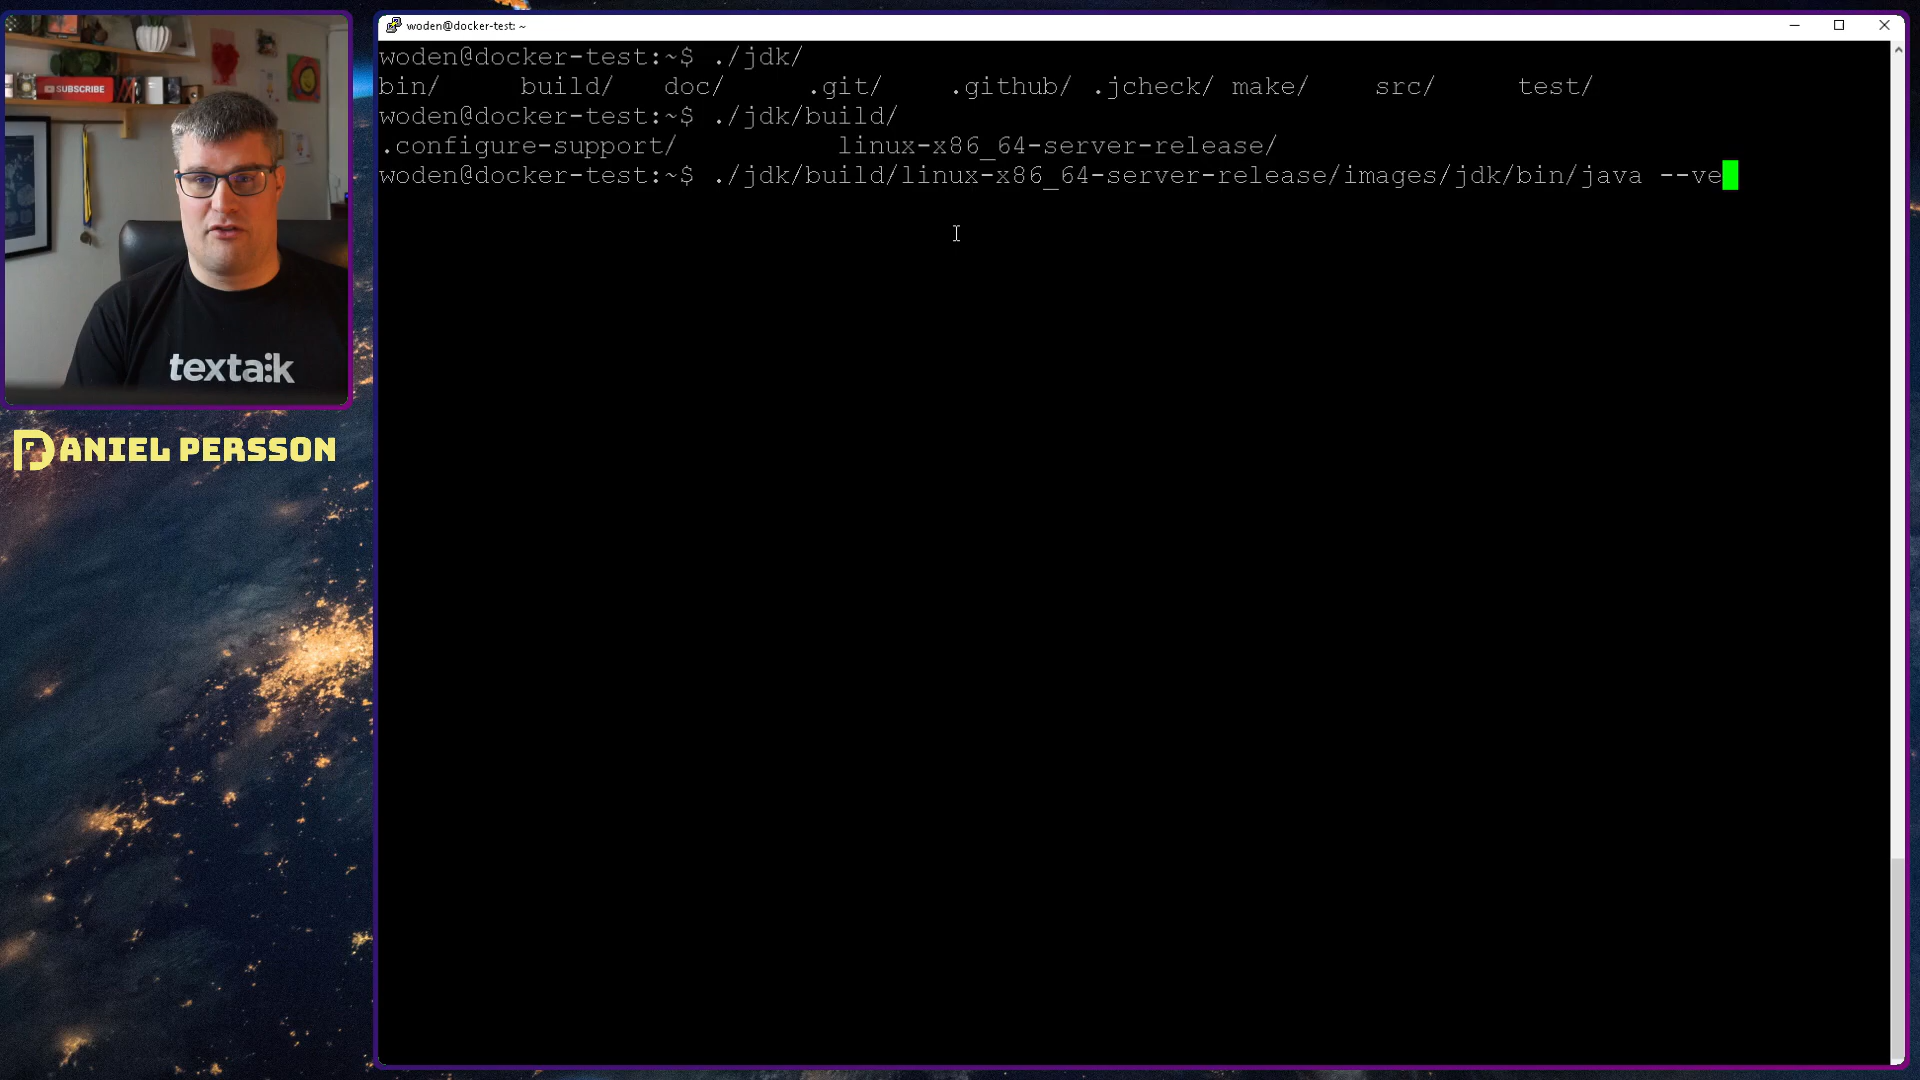 SUBSCRIBE
textalk
DANIEL PERSSON
woden@docker-test: ~
woden@docker-test:~$ ./jdk/
bin/ build/ doc/ .git/ .github/ .jcheck/ make/ src/ test/
woden@docker-test:~$ ./jdk/build/
.configure-support/ linux-x86_64-server-release/
woden@docker-test:~$ ./jdk/build/linux-x86_64-server-release/images/jdk/bin/java --ve